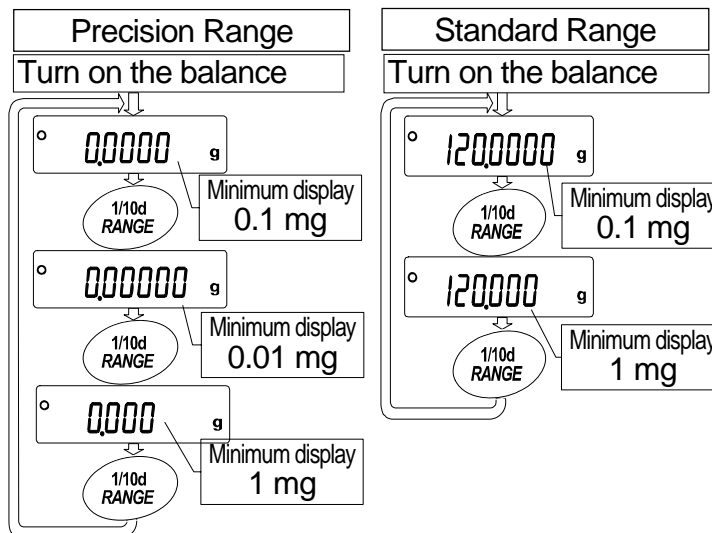 Precision Range
Turn on the balance
0.0000 g
Minimum display
0.1 mg
1/10d
RANGE
0.00000 g
Minimum display
0.01 mg
1/10d
RANGE
0.000 g
Minimum display
1 mg
1/10d
RANGE
Standard Range
Turn on the balance
120.0000 g
Minimum display
0.1 mg
1/10d
RANGE
120.000 g
Minimum display
1 mg
1/10d
RANGE